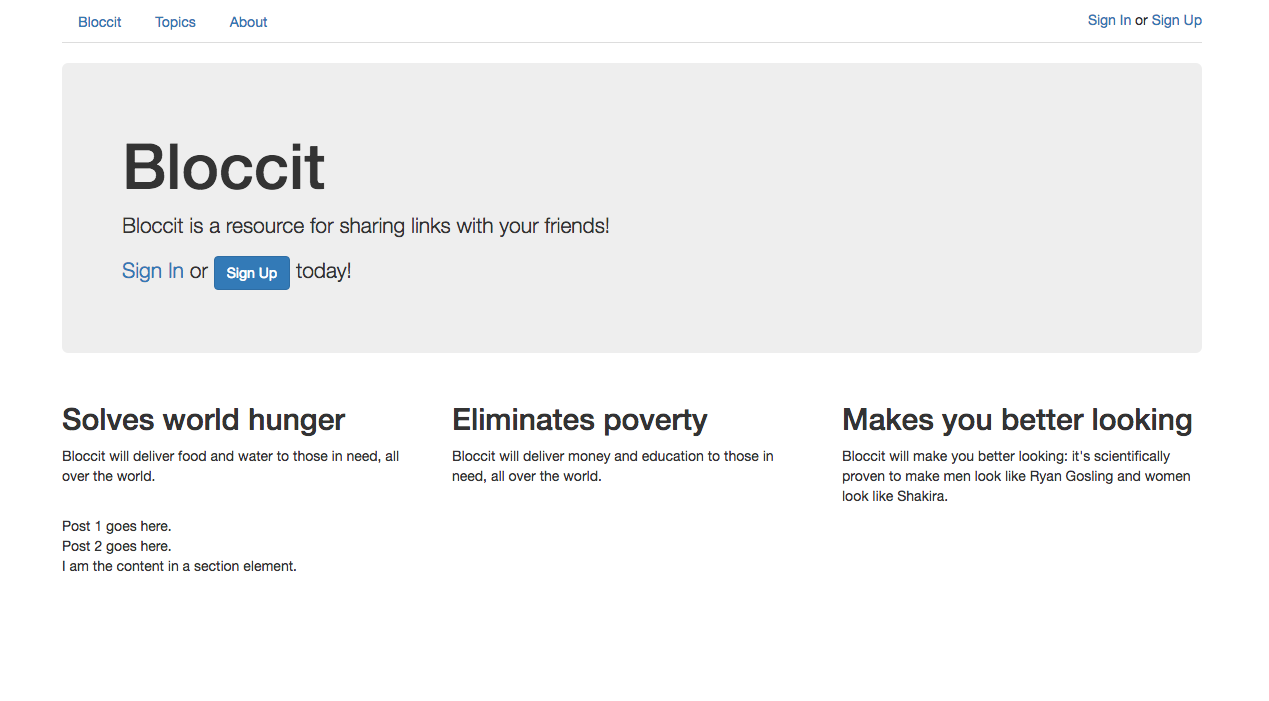 Bloccit Topics About Sign In or Sign Up
Bloccit
Bloccit is a resource for sharing links with your friends!
Sign In or Sign Up today!
Solves world hunger
Bloccit will deliver food and water to those in need, all
over the world.
Eliminates poverty
Bloccit will deliver money and education to those in
need, all over the world.
Makes you better looking
Bloccit will make you better looking: it's scientifically
proven to make men look like Ryan Gosling and women
look like Shakira.
Post 1 goes here.
Post 2 goes here.
I am the content in a section element.